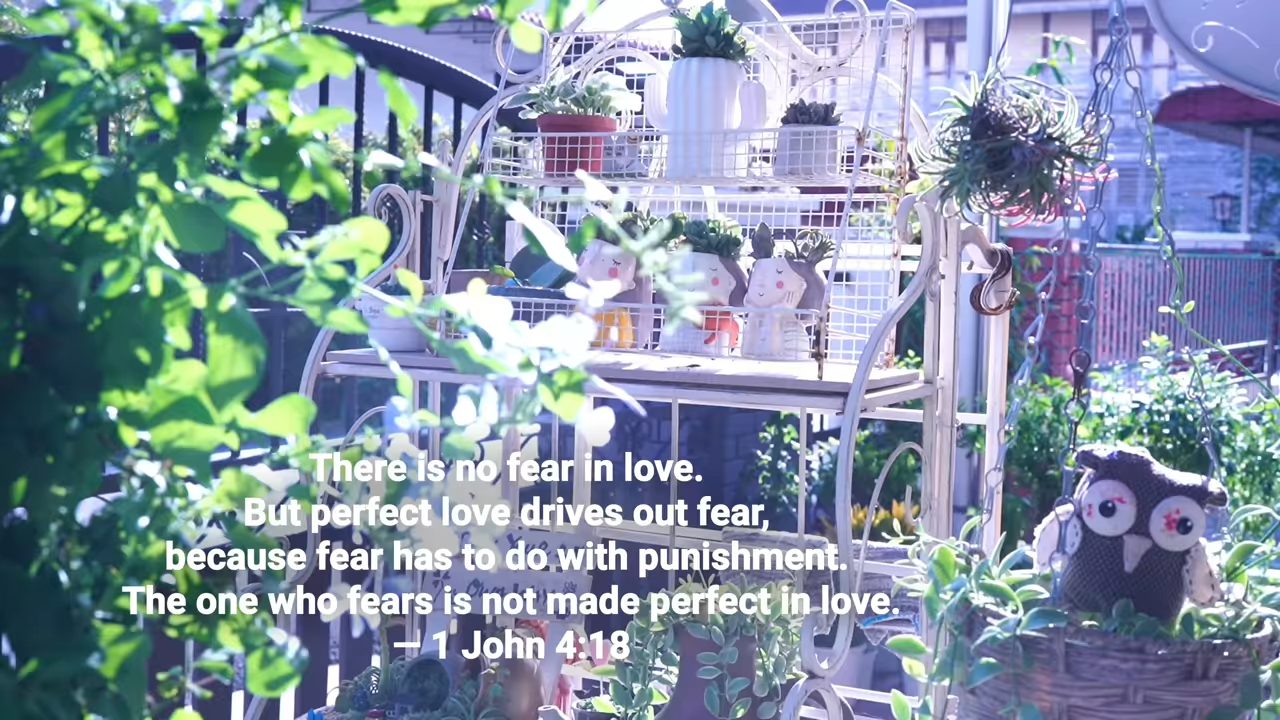 There is no fear in love.
But perfect love drives out fear,
because fear has to do with punishment.
The one who fears is not made perfect in love.
— 1 John 4:18